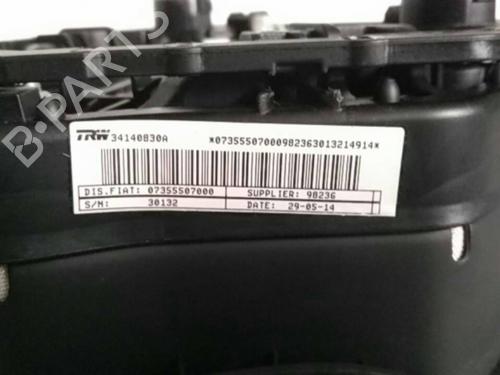 B-PARTS
TRW 34140830A *07355507000982363013214914*
DIS.FIAT: 07355507000 SUPPLIER: 98236
S/N: 30132 DATE: 29-05-14